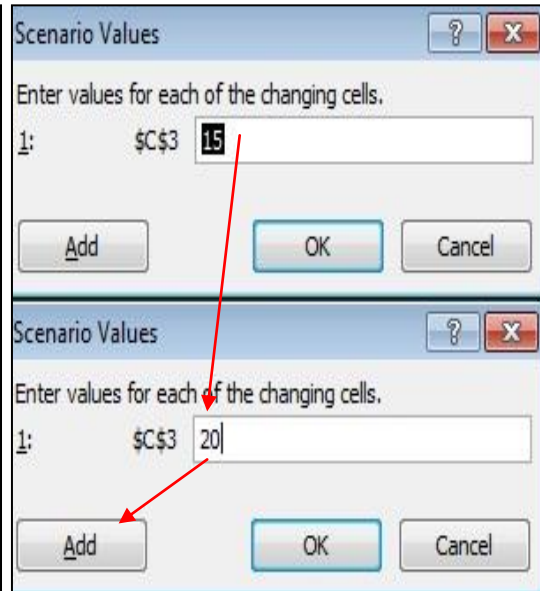 Scenario Values ? X
Enter values for each of the changing cells.
1: $C$3 15
Add OK Cancel
Scenario Values ? X
Enter values for each of the changing cells.
1: $C$3 20
Add OK Cancel